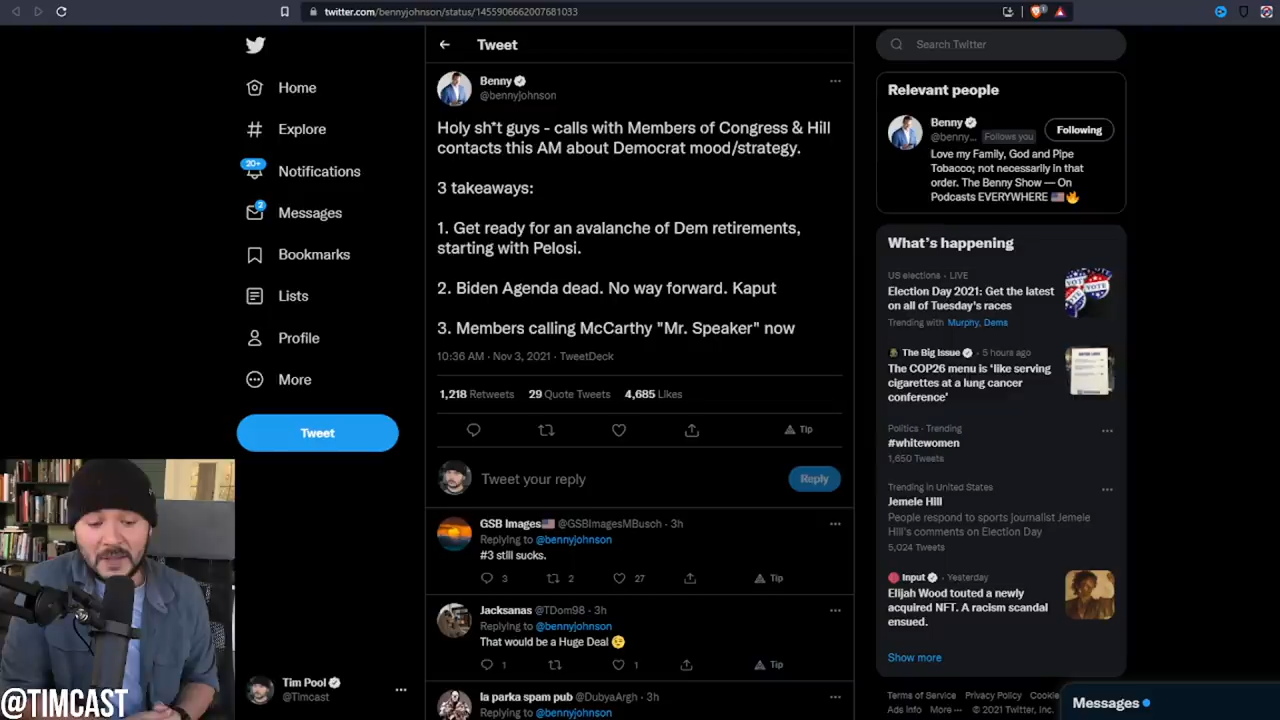 twitter.com/bennyjohnson/status/1455906662007681033
Home
Explore
20+
Notifications
2
Messages
Bookmarks
Lists
Profile
More
Tweet
Tim Pool
@Timcast
@TIMCAST
Tweet
Benny
@bennyjohnson
Holy sh*t guys - calls with Members of Congress & Hill
contacts this AM about Democrat mood/strategy.
3 takeaways:
1. Get ready for an avalanche of Dem retirements,
starting with Pelosi.
2. Biden Agenda dead. No way forward. Kaput
3. Members calling McCarthy "Mr. Speaker" now
10:36 AM · Nov 3, 2021 · TweetDeck
1,218 Retweets 29 Quote Tweets 4,685 Likes
Tip
Tweet your reply
Reply
GSB Images @GSBImagesMBusch · 3h
Replying to @bennyjohnson
#3 still sucks.
3 2 27 Tip
Jacksanas @TDom98 · 3h
Replying to @bennyjohnson
That would be a Huge Deal
1 1 Tip
la parka spam pub @DubyaArgh · 3h
Replying to @bennyjohnson
Search Twitter
Relevant people
Benny
@benny... Follows you
Following
Love my Family, God and Pipe
Tobacco; not necessarily in that
order. The Benny Show — On
Podcasts EVERYWHERE
What's happening
US elections · LIVE
Election Day 2021: Get the latest
on all of Tuesday's races
Trending with Murphy, Dems
The Big Issue · 5 hours ago
The COP26 menu is 'like serving
cigarettes at a lung cancer
conference'
Politics · Trending
#whitewomen
1,650 Tweets
Trending in United States
Jemele Hill
People respond to sports journalist Jemele
Hill's comments on Election Day
5,024 Tweets
Input · Yesterday
Elijah Wood touted a newly
acquired NFT. A racism scandal
ensued.
Show more
Terms of Service Privacy Policy Cookie
Ads Info More ··· © 2021 Twitter, Inc.
Messages